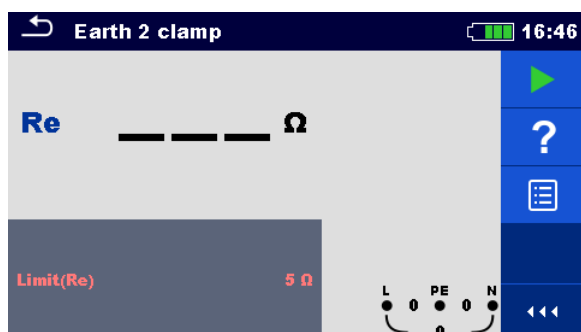 Earth 2 clamp 16:46
Re _ _ _ Ω
?
Limit(Re) 5 Ω
L PE N
0 0
0